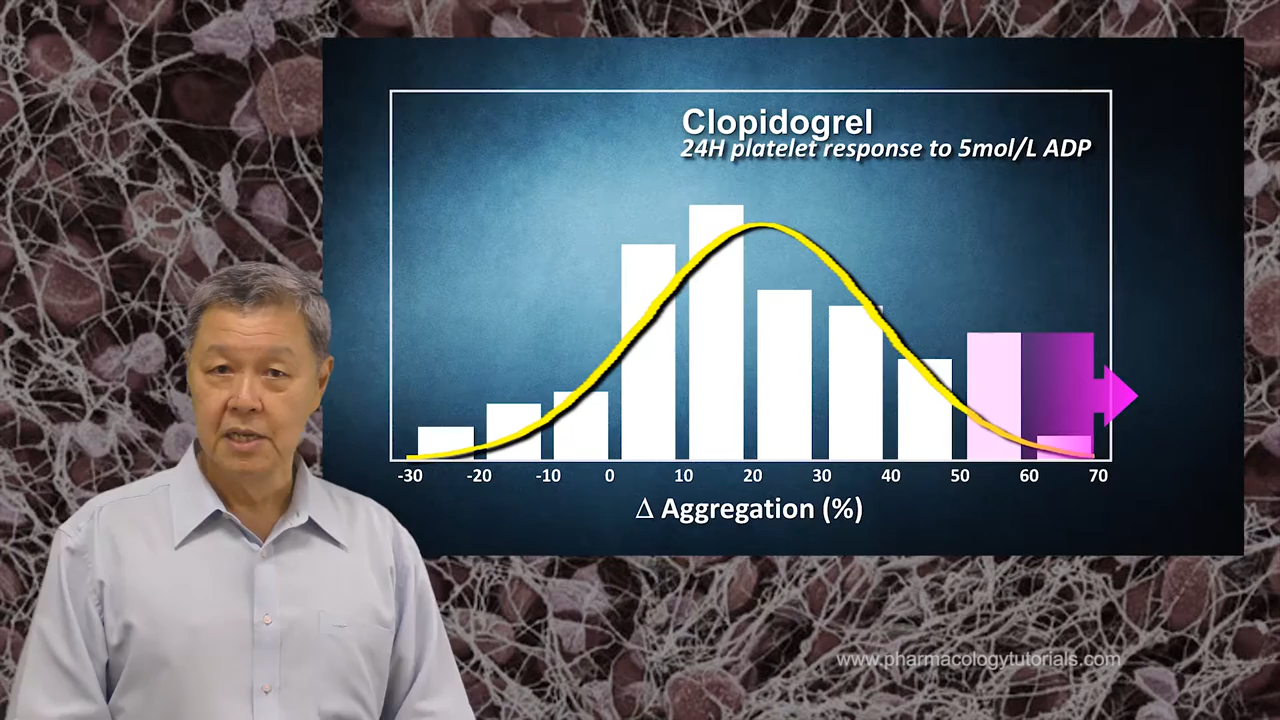 Clopidogrel
24H platelet response to 5mol/L ADP
-30 -20 -10 0 10 20 30 40 50 60 70
Δ Aggregation (%)
www.pharmacologytutorials.com